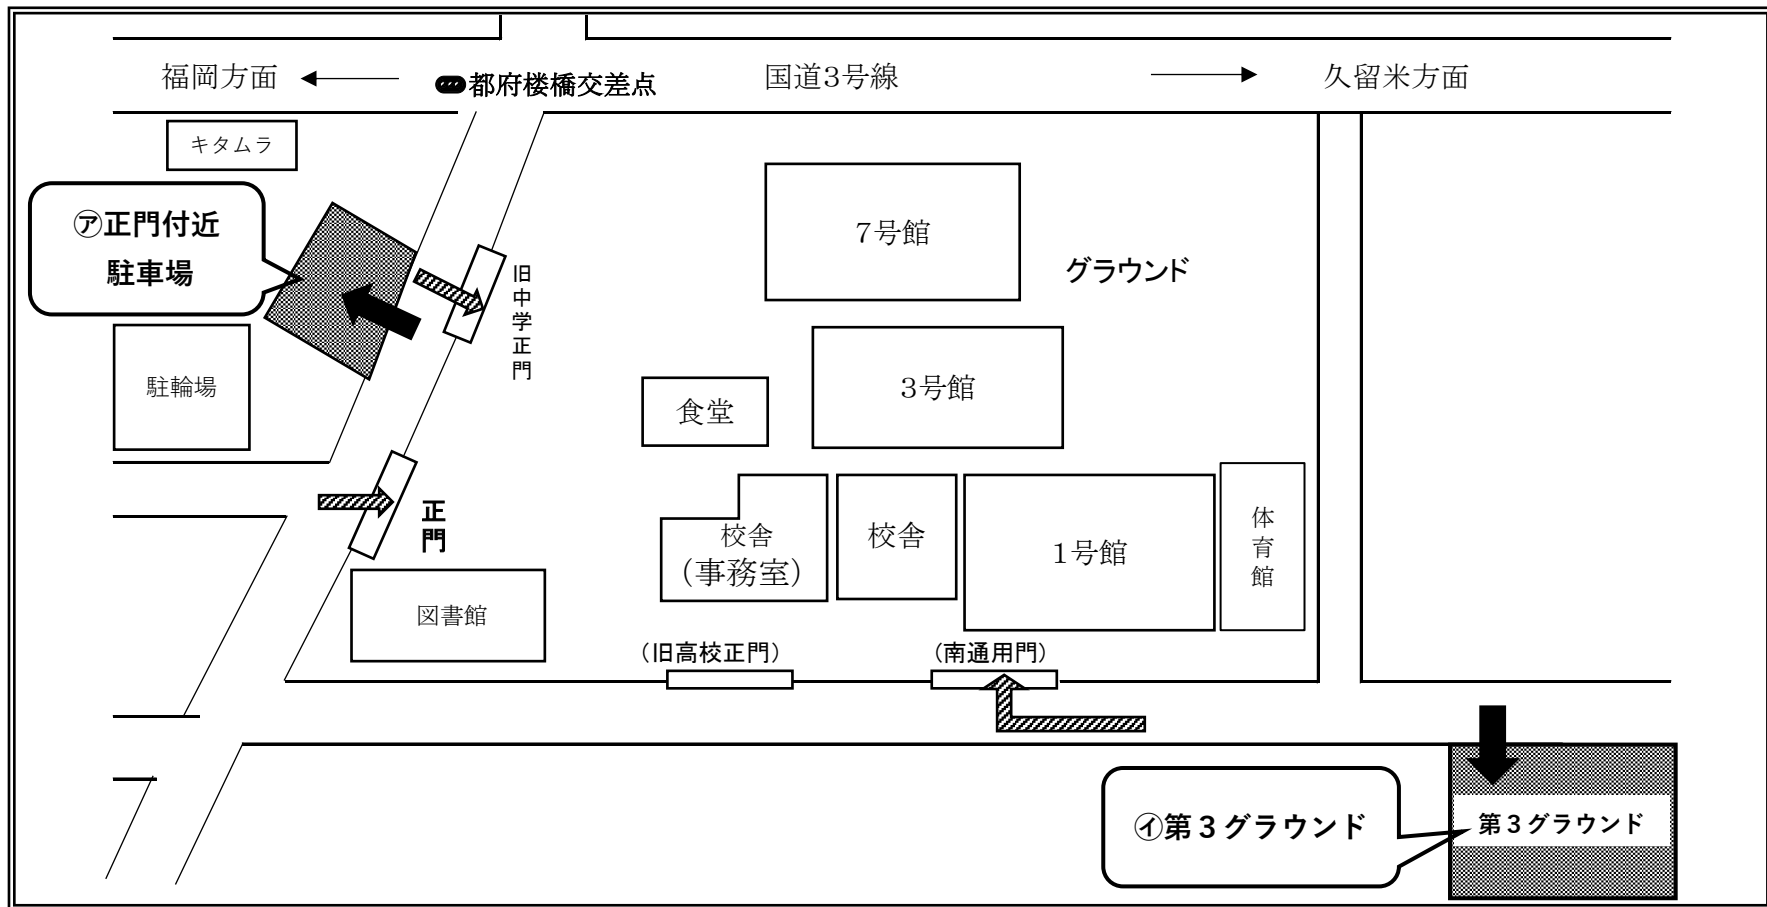 福岡方面
都府楼橋交差点
国道3号線
久留米方面
キタムラ
㋐正門付近
駐車場
7号館
グラウンド
旧中学正門
駐輪場
3号館
食堂
正門
校舎
(事務室)
校舎
1号館
体育館
図書館
(旧高校正門)
(南通用門)
㋑第3グラウンド
第3グラウンド